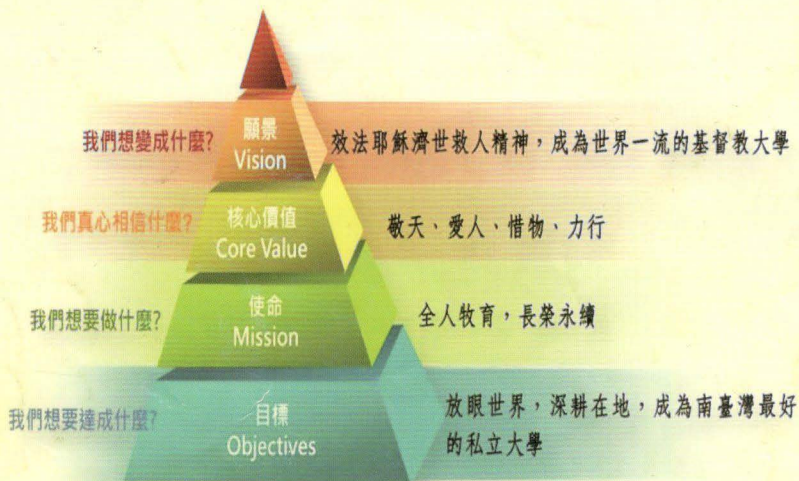 我們想變成什麼?
願景
Vision
效法耶穌濟世救人精神，成為世界一流的基督教大學
我們真心相信什麼?
核心價值
Core Value
敬天、愛人、惜物、力行
我們想要做什麼?
使命
Mission
全人牧育，長榮永續
我們想要達成什麼?
目標
Objectives
放眼世界，深耕在地，成為南臺灣最好
的私立大學